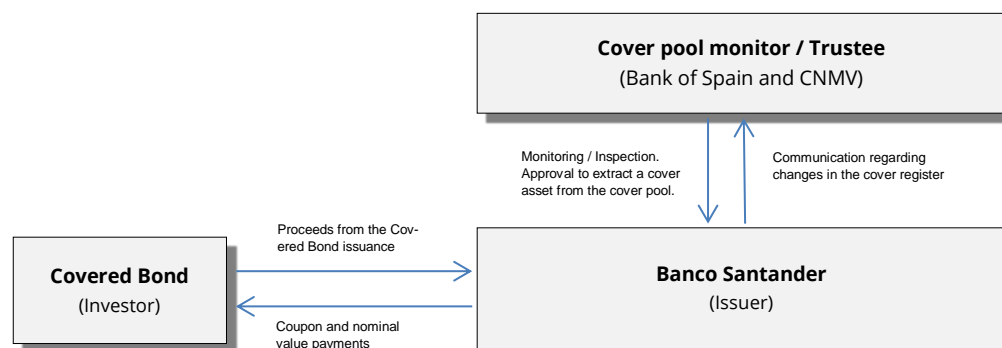 Cover pool monitor / Trustee
(Bank of Spain and CNMV)
Monitoring / Inspection.
Approval to extract a cover
asset from the cover pool.
Communication regarding
changes in the cover register
Proceeds from the Cov-
ered Bond issuance
Covered Bond
(Investor)
Banco Santander
(Issuer)
Coupon and nominal
value payments